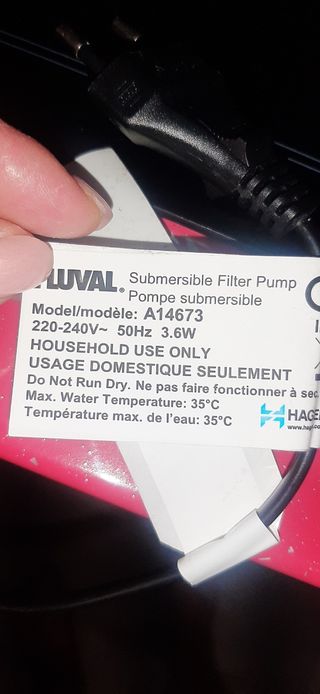 FLUVAL® Submersible Filter Pump
Pompe submersible
Model/modèle: A14673
220-240V~ 50Hz 3.6W
HOUSEHOLD USE ONLY
USAGE DOMESTIQUE SEULEMENT
Do Not Run Dry. Ne pas faire fonctionner à sec.
Max. Water Temperature: 35°C
Température max. de l'eau: 35°C